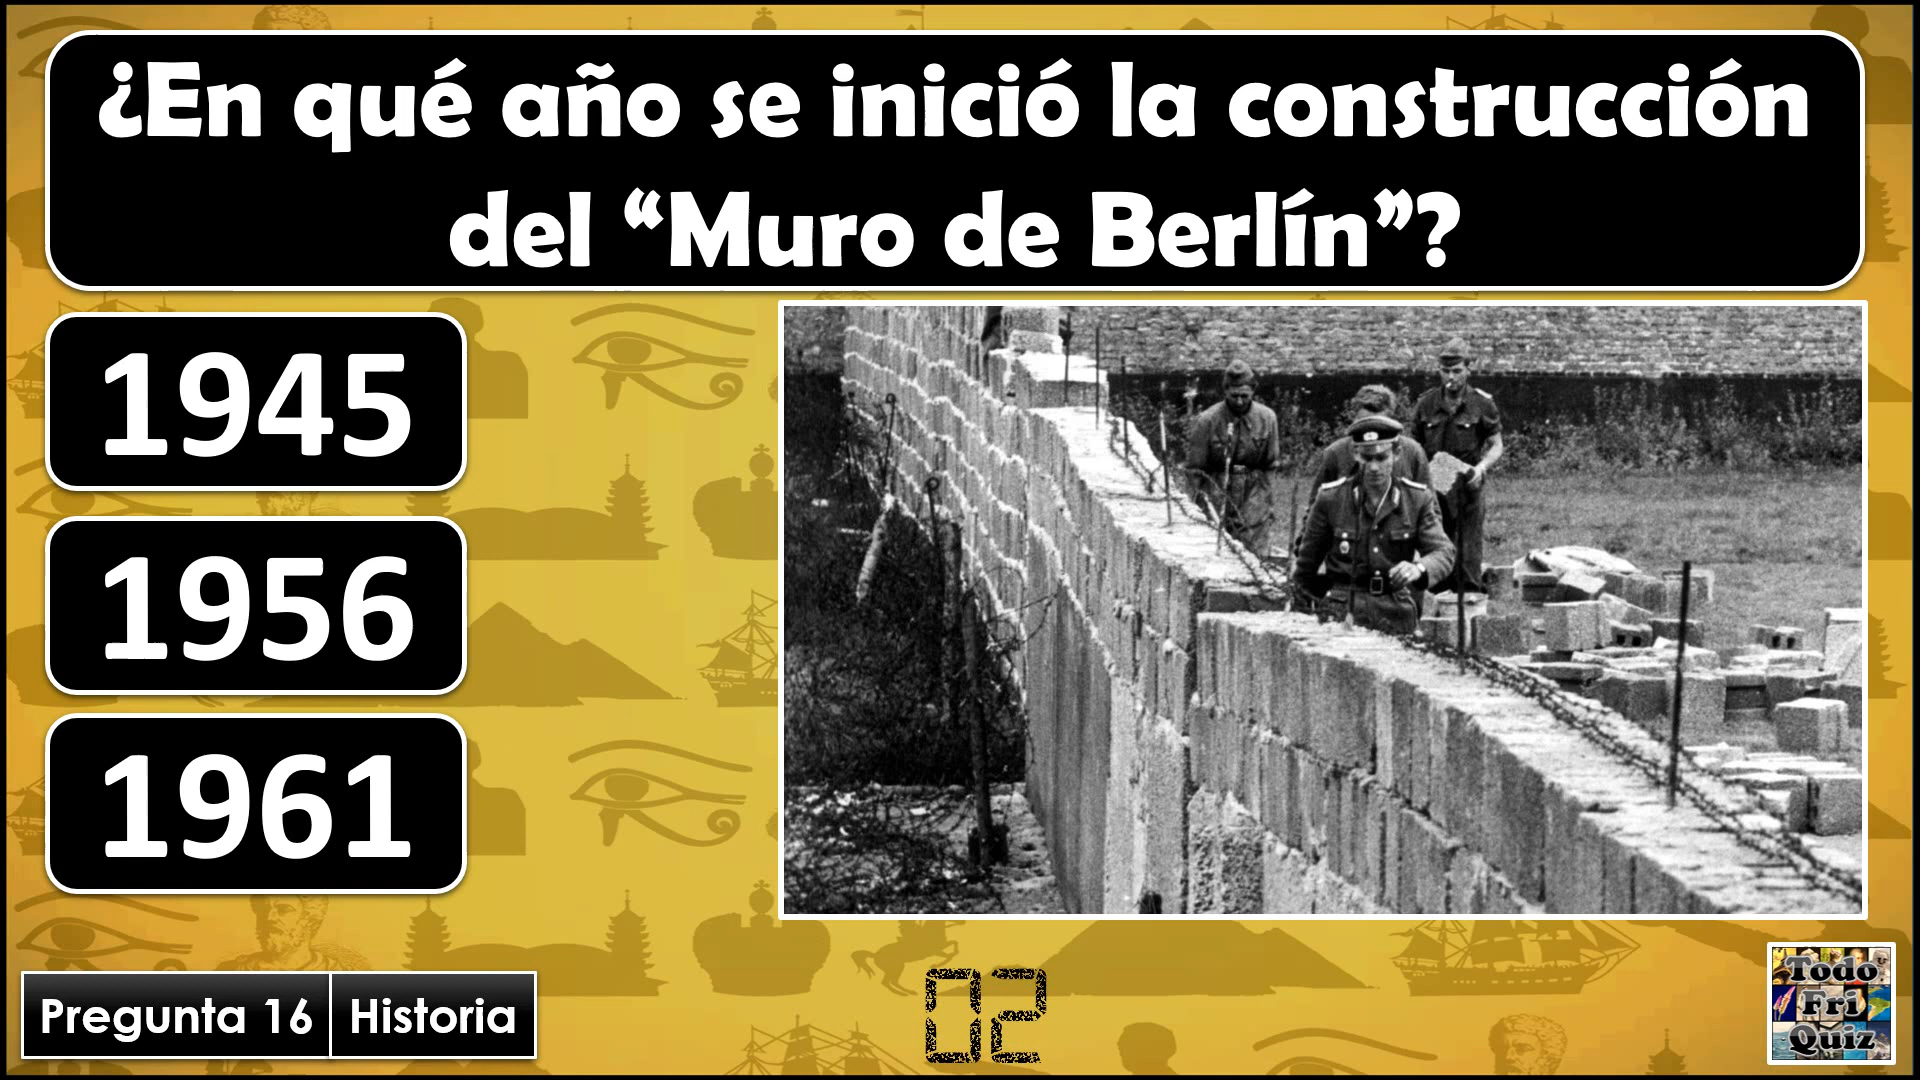 ¿En qué año se inició la construcción
del “Muro de Berlín”?
1945
1956
1961
Pregunta 16
Historia
02
Todo
Fri
Quiz